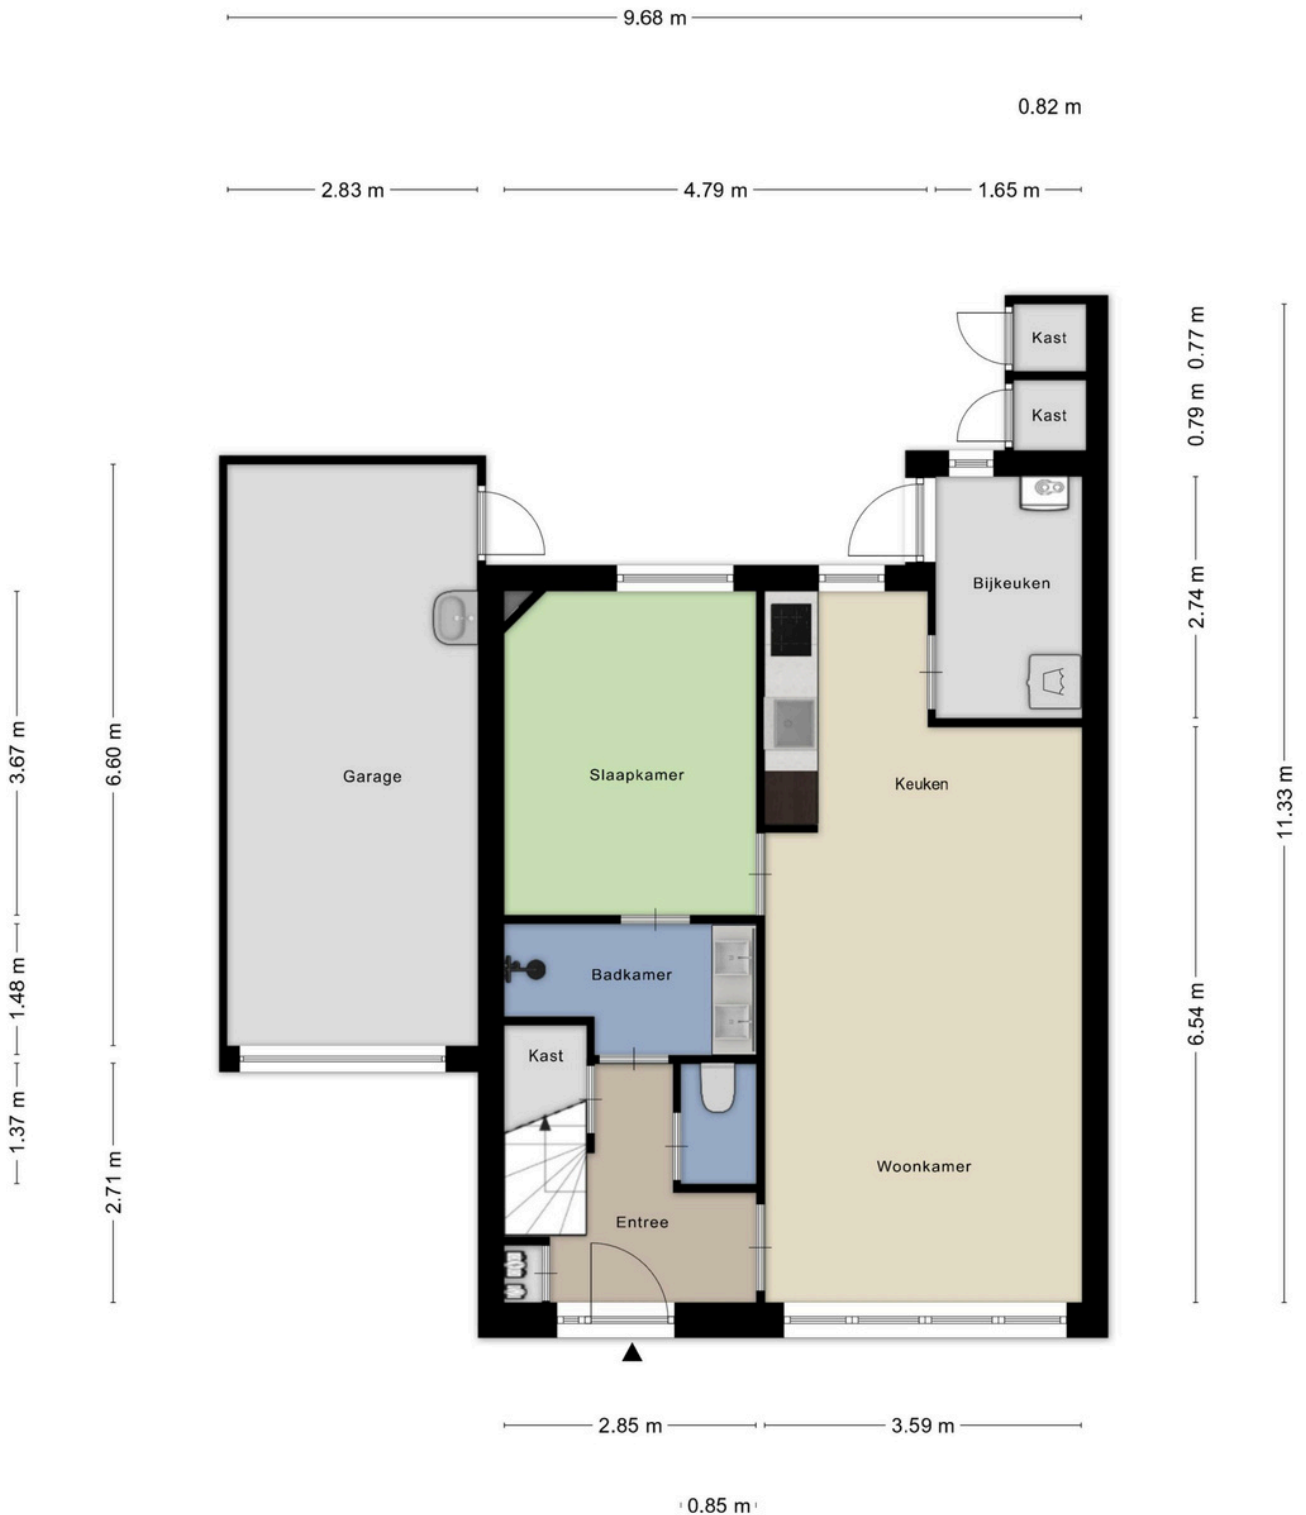 9.68 m
0.82 m
2.83 m
4.79 m
1.65 m
Kast
0.77 m
Kast
0.79 m
Bijkeuken
2.74 m
3.67 m
6.60 m
Garage
Slaapkamer
Keuken
11.33 m
1.48 m
Badkamer
6.54 m
Kast
1.37 m
2.71 m
Woonkamer
Entree
2.85 m
3.59 m
0.85 m